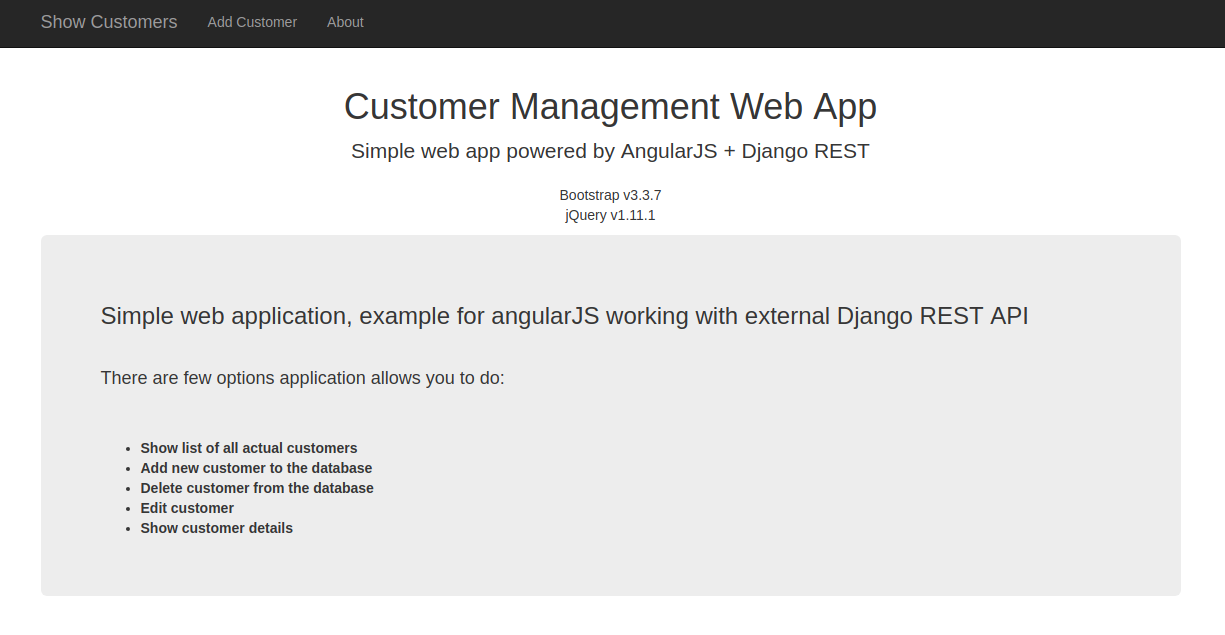 Show Customers Add Customer About
Customer Management Web App
Simple web app powered by AngularJS + Django REST
Bootstrap v3.3.7
jQuery v1.11.1
Simple web application, example for angularJS working with external Django REST API
There are few options application allows you to do:
Show list of all actual customers
Add new customer to the database
Delete customer from the database
Edit customer
Show customer details